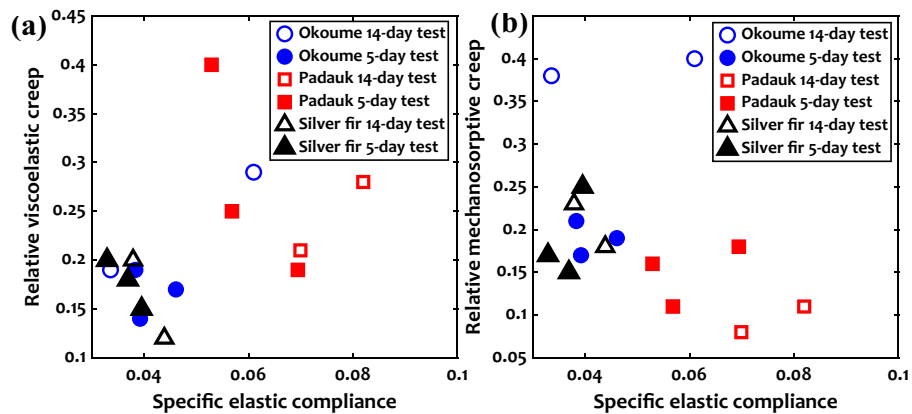 (a)
Relative viscoelastic creep
0.45
0.4
0.35
0.3
0.25
0.2
0.15
0.1
0.04
0.06
0.08
0.1
Specific elastic compliance
Okoume 14-day test
Okoume 5-day test
Padauk 14-day test
Padauk 5-day test
Silver fir 14-day test
Silver fir 5-day test
(b)
Relative mechanosorptive creep
0.45
0.4
0.35
0.3
0.25
0.2
0.15
0.1
0.05
0.04
0.06
0.08
0.1
Specific elastic compliance
Okoume 14-day test
Okoume 5-day test
Padauk 14-day test
Padauk 5-day test
Silver fir 14-day test
Silver fir 5-day test